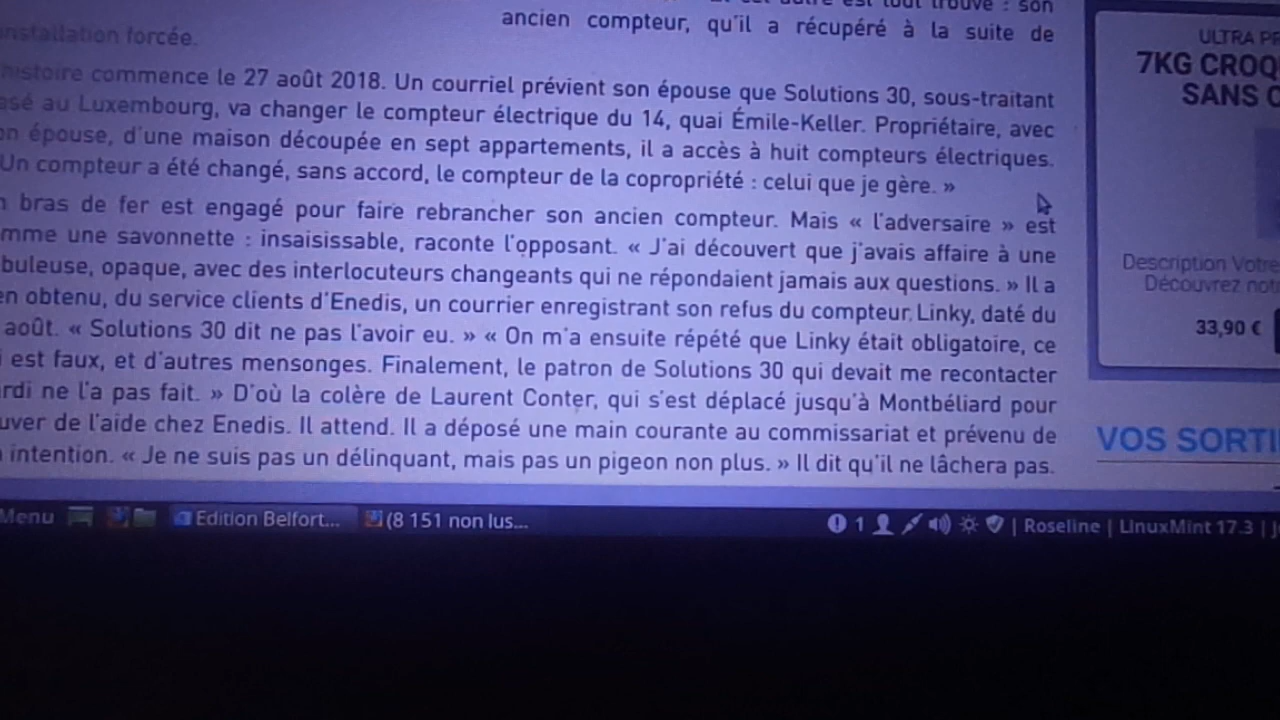 ancien compteur, qu'il a récupéré à la suite de
installation forcée.
histoire commence le 27 août 2018. Un courriel prévient son épouse que Solutions 30, sous-traitant
au Luxembourg, va changer le compteur électrique du 14, quai Émile-Keller. Propriétaire, avec
épouse, d'une maison découpée en sept appartements, il a accès à huit compteurs électriques.
Un compteur a été changé, sans accord, le compteur de la copropriété : celui que je gère. »
bras de fer est engagé pour faire rebrancher son ancien compteur. Mais « l'adversaire » est
mme une savonnette : insaisissable, raconte l'opposant. « J'ai découvert que j'avais affaire à une
buleuse, opaque, avec des interlocuteurs changeants qui ne répondaient jamais aux questions. » Il a
en obtenu, du service clients d'Enedis, un courrier enregistrant son refus du compteur Linky, daté du
août. « Solutions 30 dit ne pas l'avoir eu. » « On m'a ensuite répété que Linky était obligatoire, ce
est faux, et d'autres mensonges. Finalement, le patron de Solutions 30 qui devait me recontacter
rdi ne l'a pas fait. » D'où la colère de Laurent Conter, qui s'est déplacé jusqu'à Montbéliard pour
uver de l'aide chez Enedis. Il attend. Il a déposé une main courante au commissariat et prévenu de
intention. « Je ne suis pas un délinquant, mais pas un pigeon non plus. » Il dit qu'il ne lâchera pas.
ULTRA PR
7KG CROQ
SANS C
Description Votre
Découvrez not
33,90 €
VOS SORTI
Menu Edition Belfort... (8 151 non lus... 1 | Roseline | LinuxMint 17.3 |